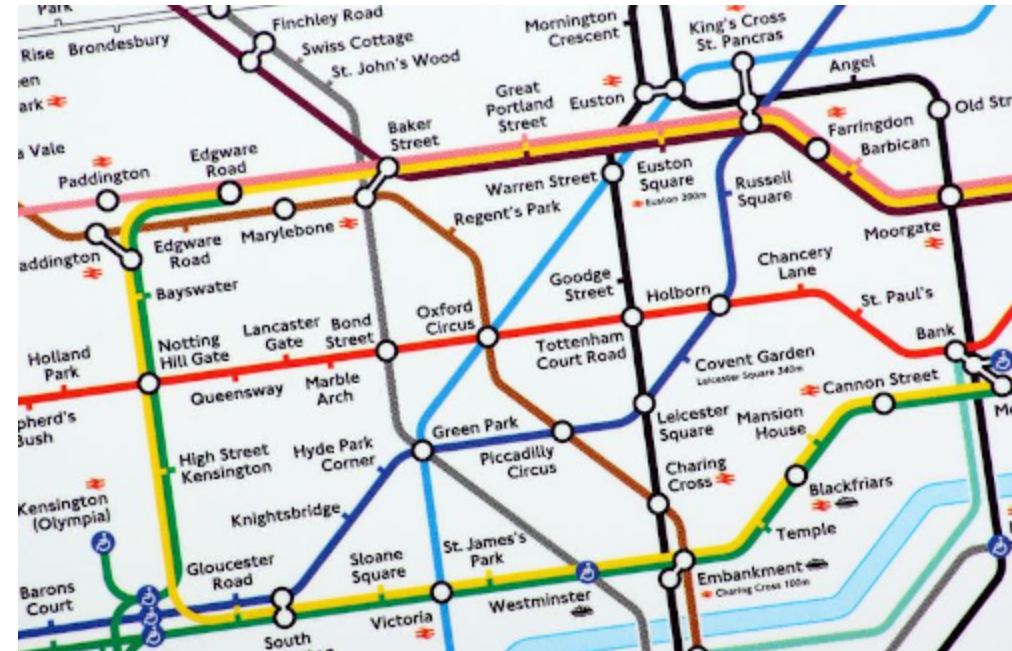 Park
Rise
Brondesbury
Finchley Road
Swiss Cottage
St. John's Wood
Mornington
Crescent
King's Cross
St. Pancras
Angel
Old
Great
Portland
Street
Euston
Baker
Street
Farringdon
Barbican
Vale
Paddington
Edgware
Road
Warren Street
Euston
Square
Euston 200m
Russell
Square
Moorgate
Edgware
Road
Marylebone
Regent's Park
Bayswater
Goodge
Street
Holborn
Chancery
Lane
St. Paul's
Bank
Holland
Park
Notting
Hill Gate
Lancaster
Gate
Bond
Street
Oxford
Circus
Tottenham
Court Road
Covent Garden
Leicester Square 340m
Cannon Street
Queensway
Marble
Arch
Bush
High Street
Kensington
Hyde Park
Corner
Green Park
Piccadilly
Circus
Leicester
Square
Mansion
House
Charing
Cross
Blackfriars
Kensington
(Olympia)
Knightsbridge
Temple
Barons
Court
Gloucester
Road
Sloane
Square
St. James's
Park
Victoria
Westminster
Embankment
Charing Cross 100m
South